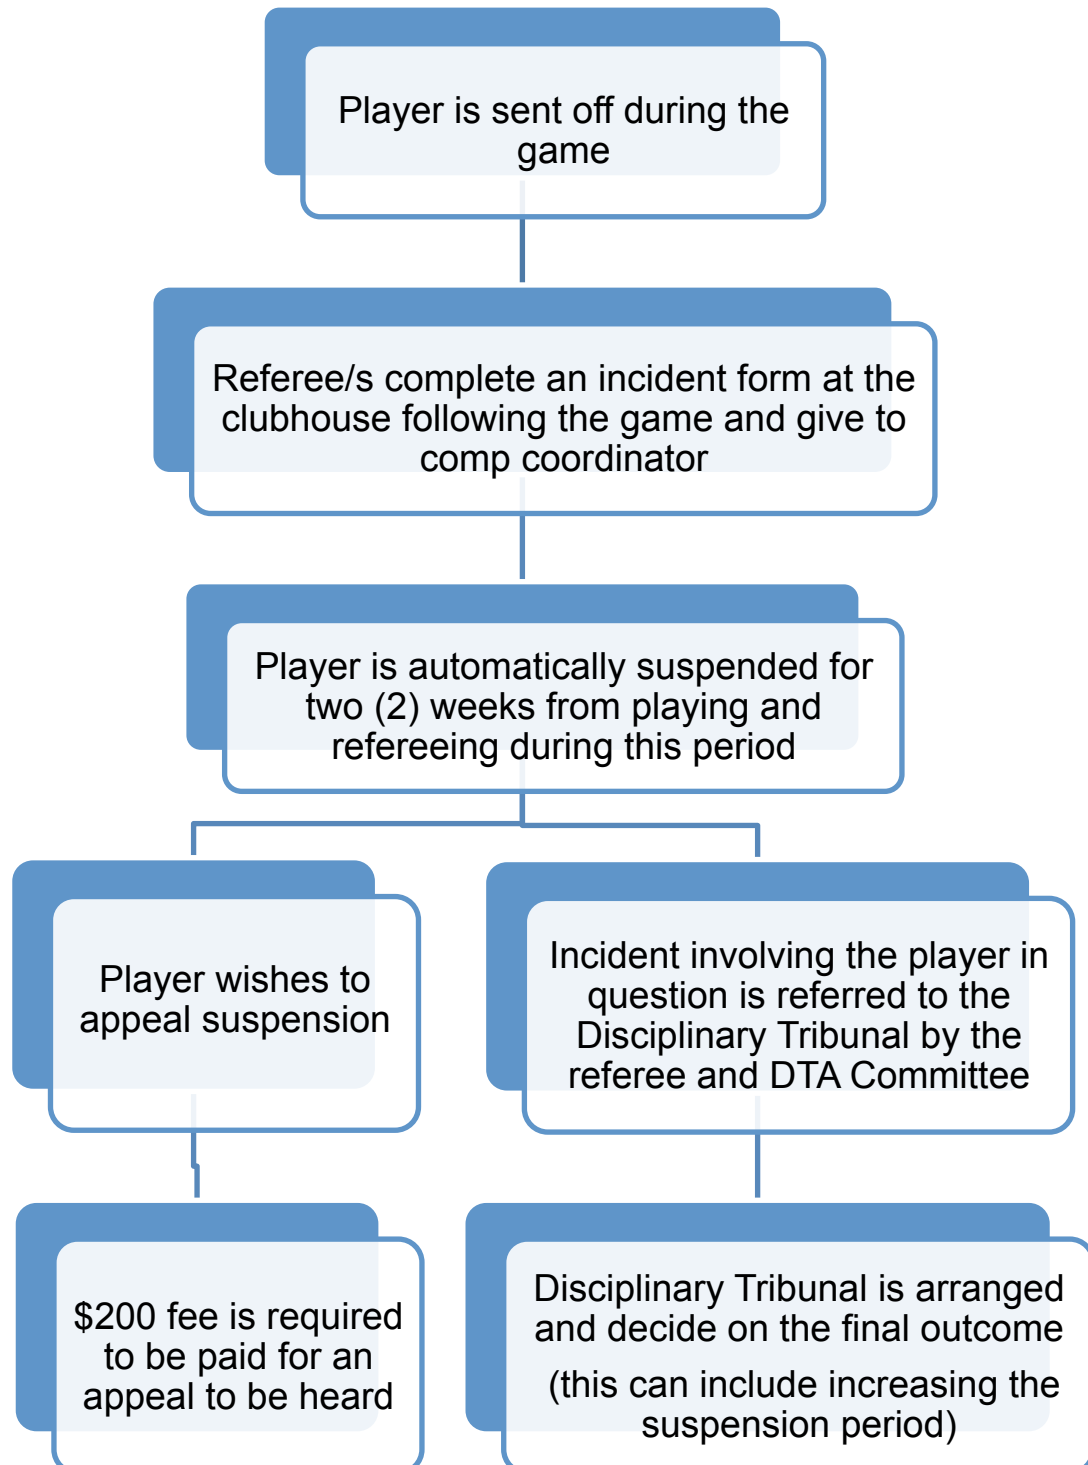 Player is sent off during the
game
Referee/s complete an incident form at the
clubhouse following the game and give to
comp coordinator
Player is automatically suspended for
two (2) weeks from playing and
refereeing during this period
Player wishes to
appeal suspension
Incident involving the player in
question is referred to the
Disciplinary Tribunal by the
referee and DTA Committee
$200 fee is required
to be paid for an
appeal to be heard
Disciplinary Tribunal is arranged
and decide on the final outcome
(this can include increasing the
suspension period)